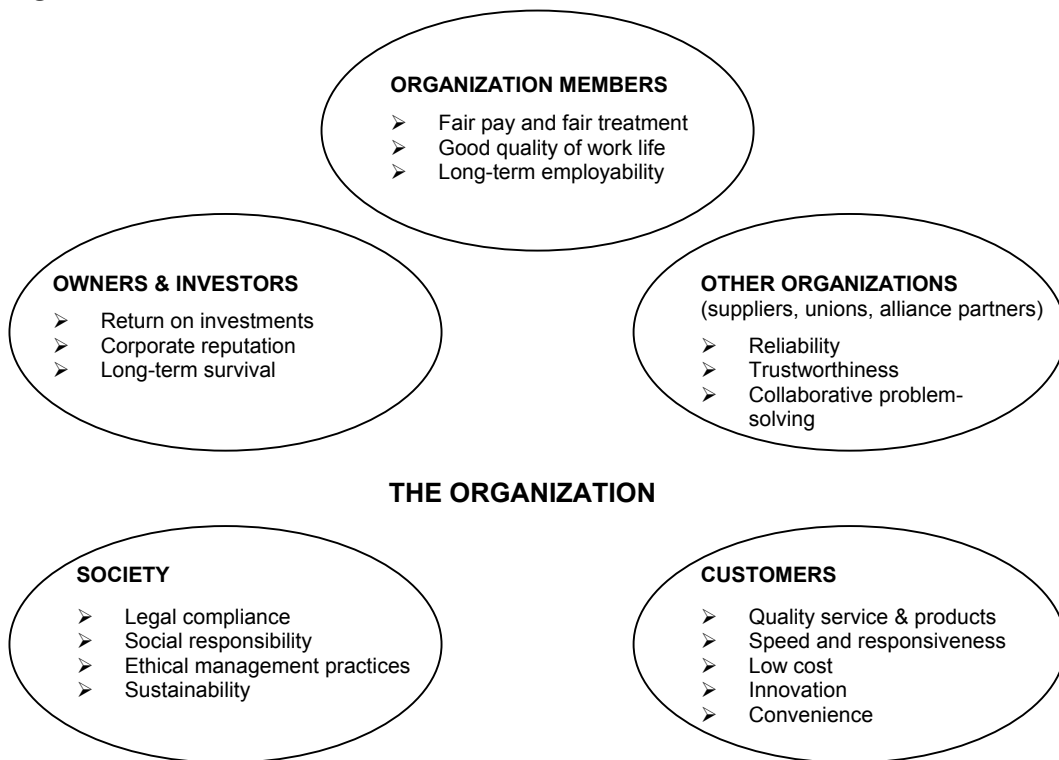 ORGANIZATION MEMBERS
➢ Fair pay and fair treatment
➢ Good quality of work life
➢ Long-term employability
OWNERS & INVESTORS
➢ Return on investments
➢ Corporate reputation
➢ Long-term survival
OTHER ORGANIZATIONS
(suppliers, unions, alliance partners)
➢ Reliability
➢ Trustworthiness
➢ Collaborative problem-
solving
THE ORGANIZATION
SOCIETY
➢ Legal compliance
➢ Social responsibility
➢ Ethical management practices
➢ Sustainability
CUSTOMERS
➢ Quality service & products
➢ Speed and responsiveness
➢ Low cost
➢ Innovation
➢ Convenience